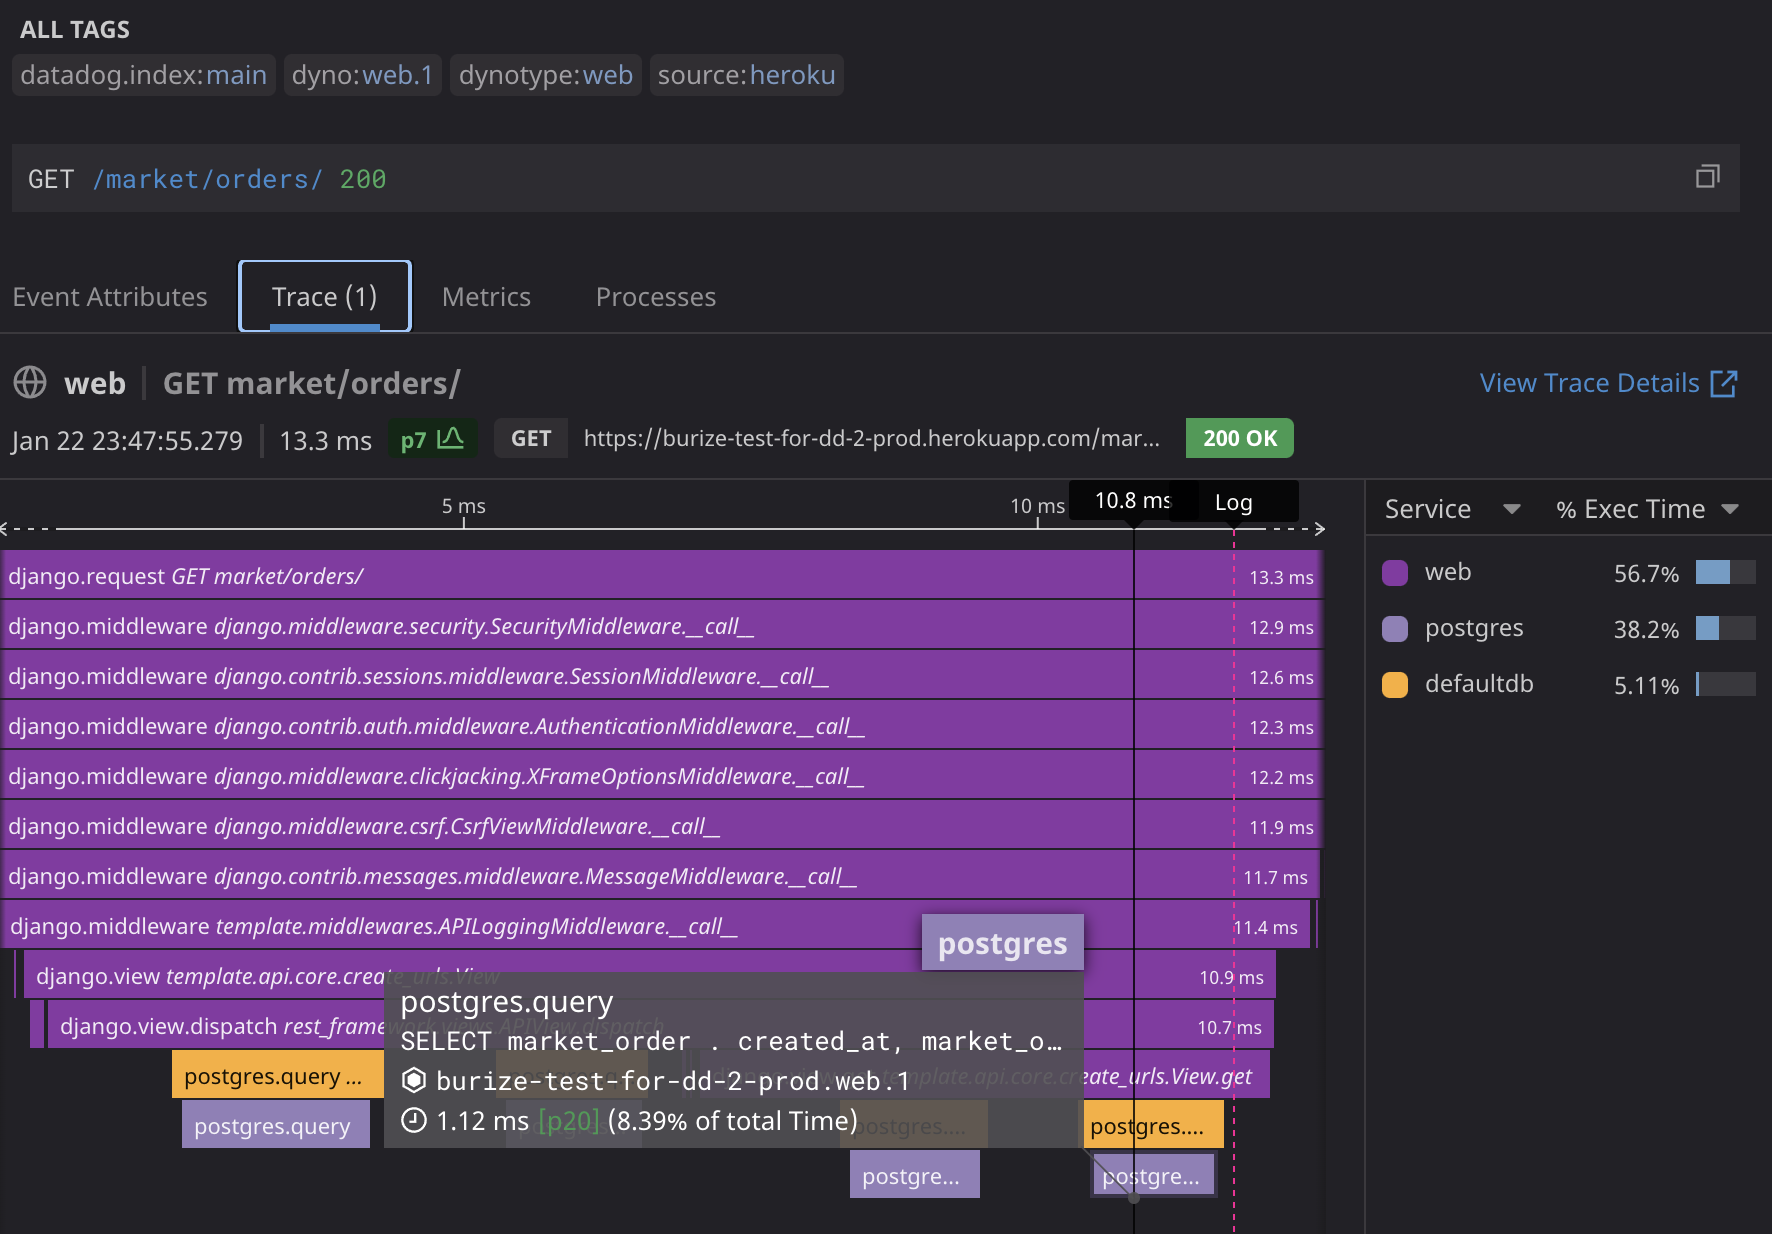 ALL TAGS
datadog.index:main dyno:web.1 dynotype:web source:heroku
GET /market/orders/ 200
Event Attributes Trace (1) Metrics Processes
web | GET market/orders/ View Trace Details
Jan 22 23:47:55.279 | 13.3 ms p7 GET https://burize-test-for-dd-2-prod.herokuapp.com/mar... 200 OK
5 ms 10 ms 10.8 ms Log
Service % Exec Time
web 56.7%
postgres 38.2%
defaultdb 5.11%
django.request GET market/orders/ 13.3 ms
django.middleware django.middleware.security.SecurityMiddleware.__call__ 12.9 ms
django.middleware django.contrib.sessions.middleware.SessionMiddleware.__call__ 12.6 ms
django.middleware django.contrib.auth.middleware.AuthenticationMiddleware.__call__ 12.3 ms
django.middleware django.middleware.clickjacking.XFrameOptionsMiddleware.__call__ 12.2 ms
django.middleware django.middleware.csrf.CsrfViewMiddleware.__call__ 11.9 ms
django.middleware django.contrib.messages.middleware.MessageMiddleware.__call__ 11.7 ms
django.middleware template.middlewares.APILoggingMiddleware.__call__ 11.4 ms
postgres
django.view template.api.core.create_urls.View 10.9 ms
django.view.dispatch rest_framework.views.APIView.dispatch 10.7 ms
postgres.query
SELECT market_order . created_at, market_o...
burize-test-for-dd-2-prod.web.1
1.12 ms [p20] (8.39% of total Time)
postgres.query ... template.api.core.create_urls.View.get
postgres.query postgres.... postgres....
postgre... postgre...